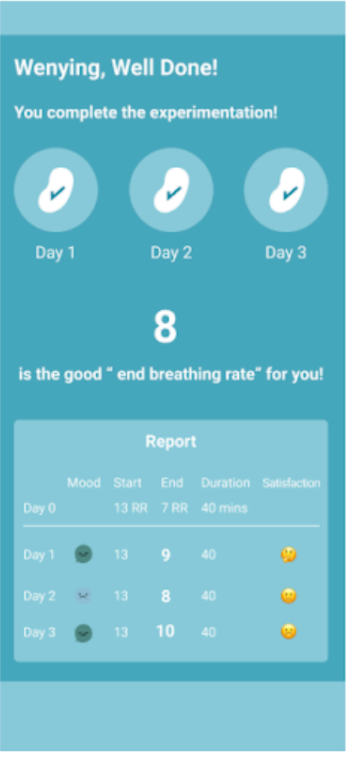 Wenying, Well Done!
You complete the experimentation!
Day 1 Day 2 Day 3
8
is the good “ end breathing rate“ for you!
Report
Mood Start End Duration Satisfaction
Day 0 13 RR 7 RR 40 mins
Day 1 13 9 40
Day 2 13 8 40
Day 3 13 10 40